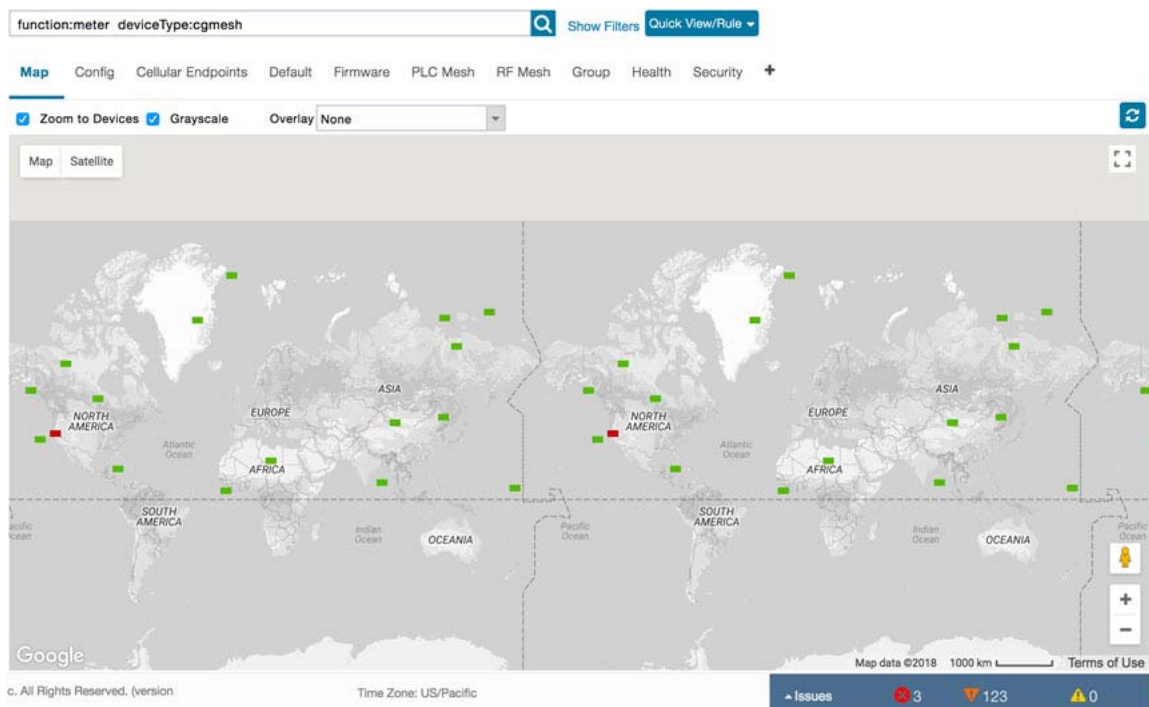 function:meter deviceType:cgmesh
Show Filters
Quick View/Rule
Map Config Cellular Endpoints Default Firmware PLC Mesh RF Mesh Group Health Security +
Zoom to Devices Grayscale Overlay None
Map Satellite
ASIA ASIA
EUROPE EUROPE
NORTH AMERICA NORTH AMERICA
Atlantic Ocean Atlantic Ocean
AFRICA AFRICA
SOUTH AMERICA SOUTH AMERICA
acific cean Indian Ocean Pacific Ocean Indian Ocean Pacific Ocean
OCEANIA OCEANIA
Google
Map data ©2018 1000 km Terms of Use
c. All Rights Reserved. (version Time Zone: US/Pacific
Issues 3 123 0